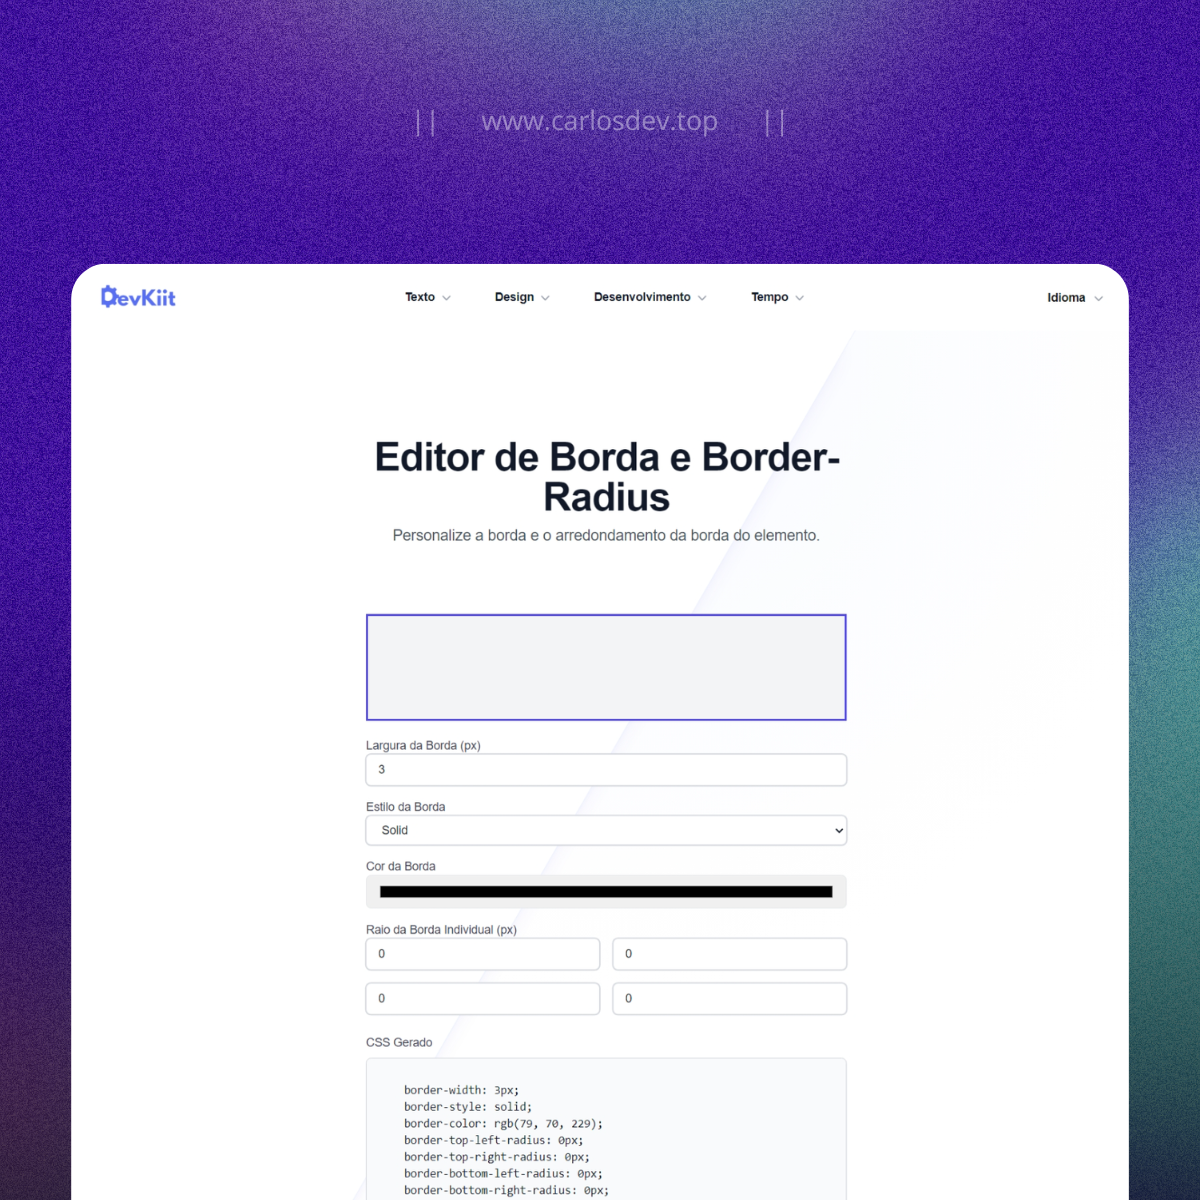 || www.carlosdev.top ||
DevKiit Texto Design Desenvolvimento Tempo Idioma
Editor de Borda e Border-
Radius
Personalize a borda e o arredondamento da borda do elemento.
Largura da Borda (px)
3
Estilo da Borda
Solid
Cor da Borda
Raio da Borda Individual (px)
0 0
0 0
CSS Gerado
border-width: 3px;
border-style: solid;
border-color: rgb(79, 70, 229);
border-top-left-radius: 0px;
border-top-right-radius: 0px;
border-bottom-left-radius: 0px;
border-bottom-right-radius: 0px;